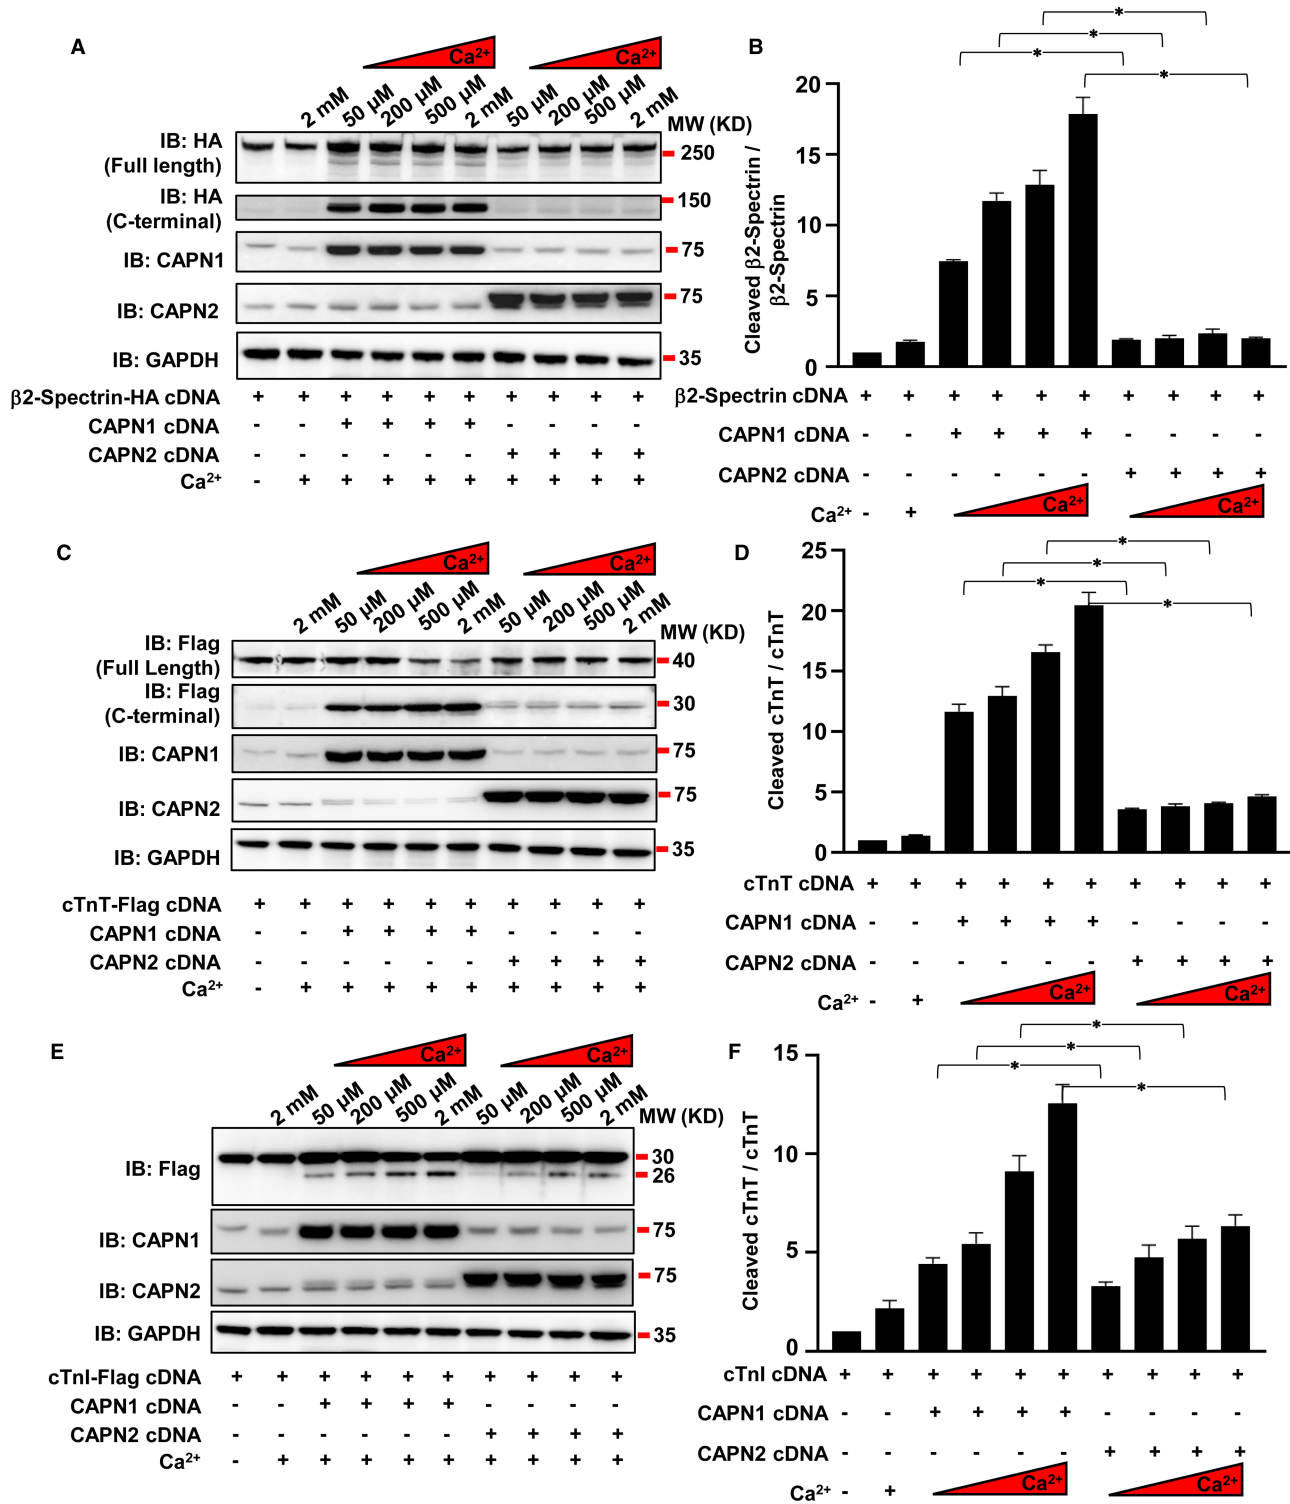 A
Ca2+ Ca2+
2 mM 50 μM 200 μM 500 μM 2 mM 50 μM 200 μM 500 μM 2 mM
MW (KD)
IB: HA
(Full length)
250
IB: HA
(C-terminal)
150
IB: CAPN1
75
IB: CAPN2
75
IB: GAPDH
35
β2-Spectrin-HA cDNA + + + + + + + + + +
CAPN1 cDNA - - + + + + - - - -
CAPN2 cDNA - - - - - - + + + +
Ca2+ - + + + + + + + + +
B
*
*
*
*
Cleaved β2-Spectrin /
β2-Spectrin
20
15
10
5
0
β2-Spectrin cDNA + + + + + + + + + +
CAPN1 cDNA - - + + + + - - - -
CAPN2 cDNA - - - - - - + + + +
Ca2+ - + Ca2+ Ca2+
C
Ca2+ Ca2+
2 mM 50 μM 200 μM 500 μM 2 mM 50 μM 200 μM 500 μM 2 mM
MW (KD)
IB: Flag
(Full Length)
40
IB: Flag
(C-terminal)
30
IB: CAPN1
75
IB: CAPN2
75
IB: GAPDH
35
cTnT-Flag cDNA + + + + + + + + + +
CAPN1 cDNA - - + + + + - - - -
CAPN2 cDNA - - - - - - + + + +
Ca2+ - + + + + + + + + +
D
*
*
*
*
Cleaved cTnT / cTnT
25
20
15
10
5
0
cTnT cDNA + + + + + + + + + +
CAPN1 cDNA - - + + + + - - - -
CAPN2 cDNA - - - - - - + + + +
Ca2+ - + Ca2+ Ca2+
E
Ca2+ Ca2+
2 mM 50 μM 200 μM 500 μM 2 mM 50 μM 200 μM 500 μM 2 mM
MW (KD)
IB: Flag
30
26
IB: CAPN1
75
IB: CAPN2
75
IB: GAPDH
35
cTnI-Flag cDNA + + + + + + + + + +
CAPN1 cDNA - - + + + + - - - -
CAPN2 cDNA - - - - - - + + + +
Ca2+ - + + + + + + + + +
F
*
*
*
*
Cleaved cTnT / cTnT
15
10
5
0
cTnI cDNA + + + + + + + + + +
CAPN1 cDNA - - + + + + - - - -
CAPN2 cDNA - - - - - - + + + +
Ca2+ - + Ca2+ Ca2+